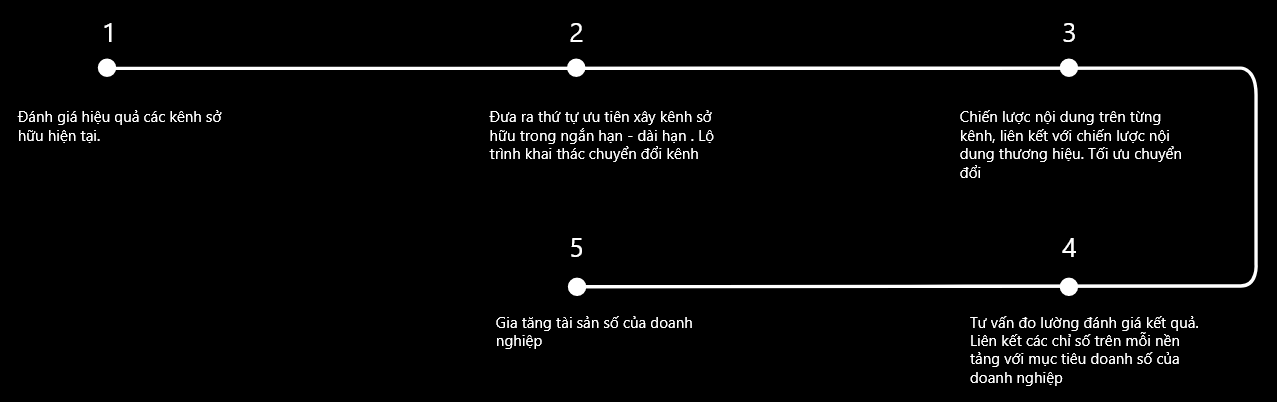 1
Đánh giá hiệu quả các kênh sở
hữu hiện tại.
2
Đưa ra thứ tự ưu tiên xây kênh sở
hữu trong ngắn hạn - dài hạn . Lộ
trình khai thác chuyển đổi kênh
3
Chiến lược nội dung trên từng
kênh, liên kết với chiến lược nội
dung thương hiệu. Tối ưu chuyển
đổi
4
Tư vấn đo lường đánh giá kết quả.
Liên kết các chỉ số trên mỗi nền
tảng với mục tiêu doanh số của
doanh nghiệp
5
Gia tăng tài sản số của doanh
nghiệp